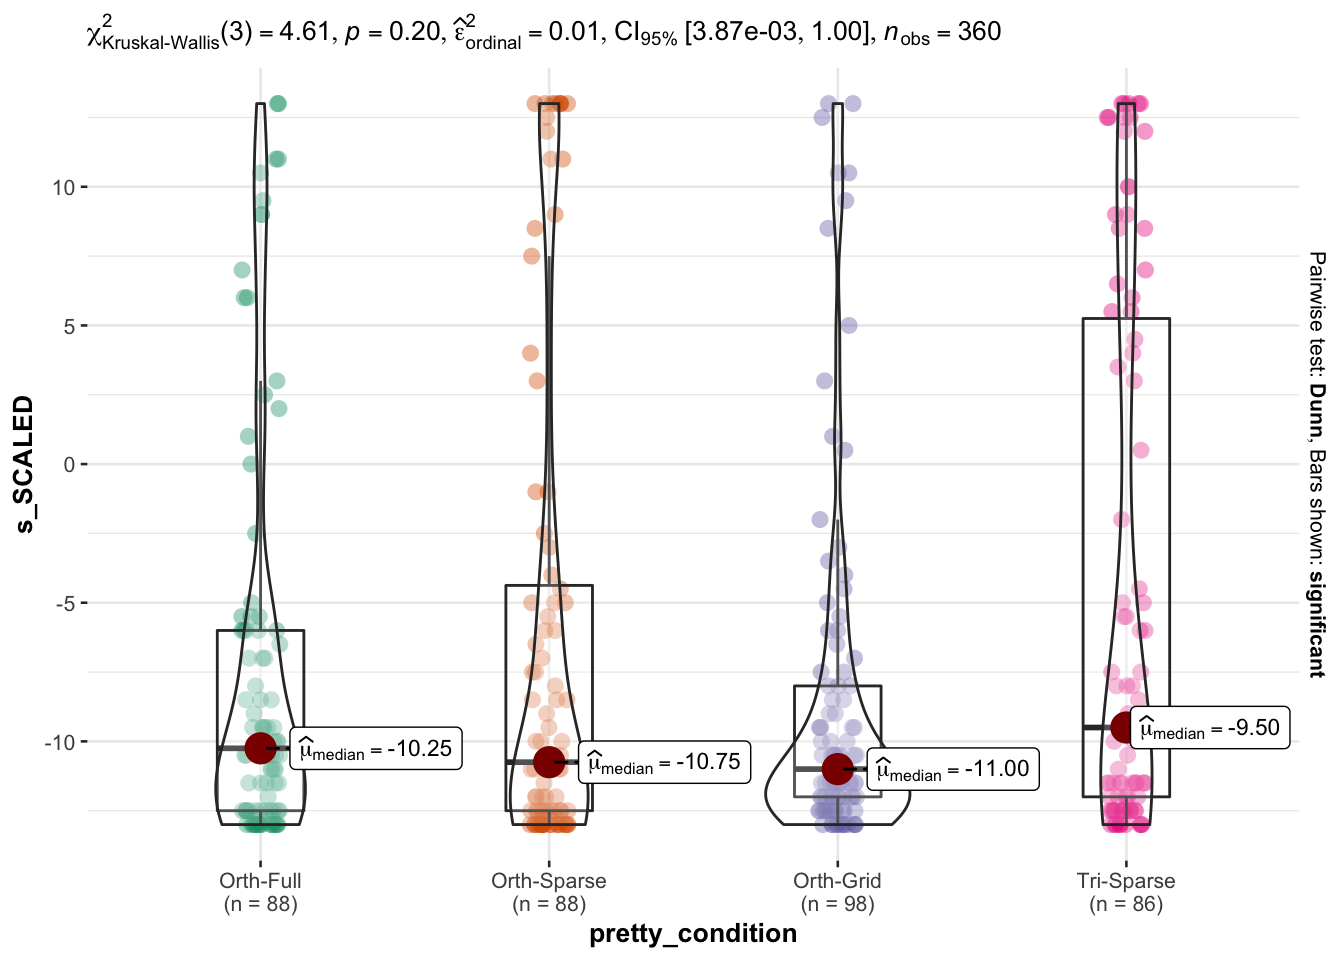 χ²Kruskal-Wallis(3) = 4.61, p = 0.20, ε̂²ordinal = 0.01, CI95% [3.87e-03, 1.00], nobs = 360
10
5
0
-5
-10
s_SCALED
μ̂median = -10.25
μ̂median = -10.75
μ̂median = -11.00
μ̂median = -9.50
Pairwise test: Dunn, Bars shown: significant
Orth-Full
(n = 88)
Orth-Sparse
(n = 88)
Orth-Grid
(n = 98)
Tri-Sparse
(n = 86)
pretty_condition